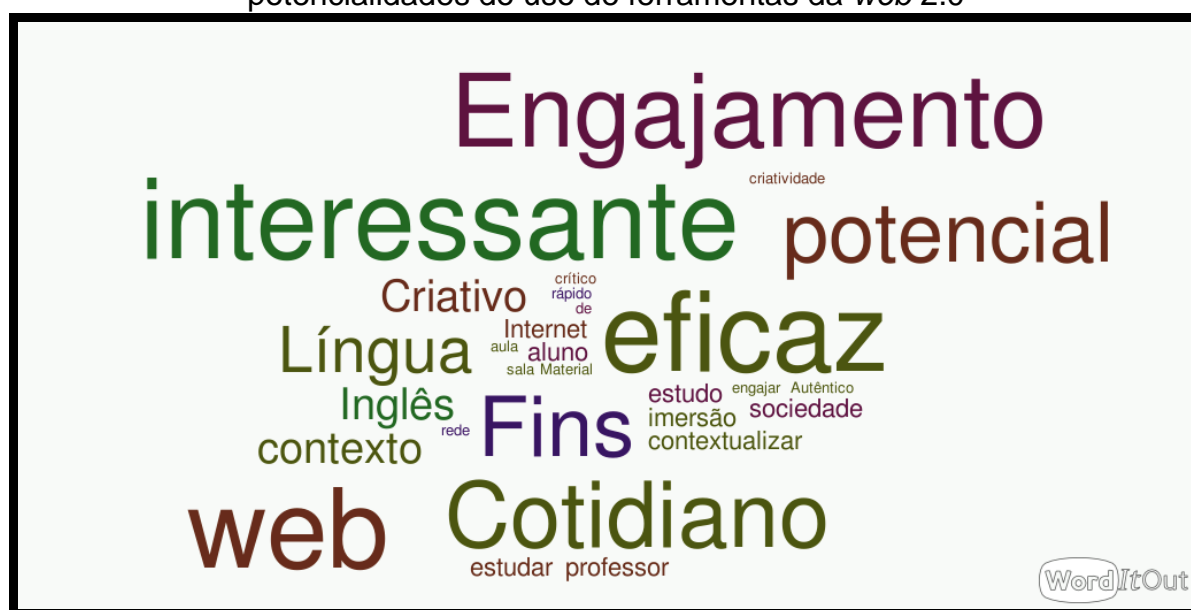 potencialidades do uso de ferramentas da web 2.0
Engajamento
criatividade
interessante
potencial
Criativo
crítico
rápido
de
Internet
eficaz
Língua
aula
aluno
sala Material
Inglês
Fins
estudo
engajar Autêntico
imersão
sociedade
contexto
rede
contextualizar
web
Cotidiano
estudar professor
WordItOut